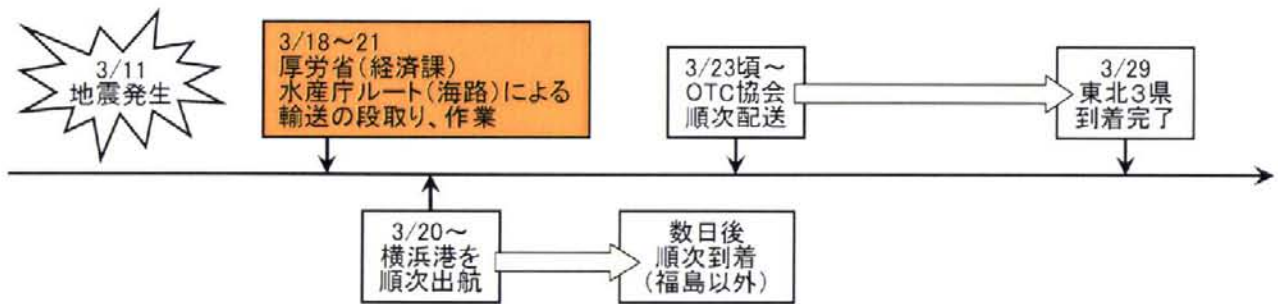 3/11
地震発生
3/18～21
厚労省（経済課）
水産庁ルート（海路）による
輸送の段取り、作業
3/23頃～
OTC協会
順次配送
3/29
東北3県
到着完了
3/20～
横浜港を
順次出航
数日後
順次到着
（福島以外）